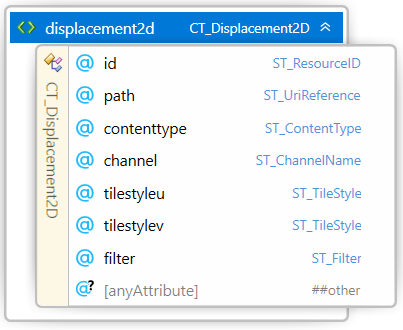 displacement2d CT_Displacement2D
CT_Displacement2D
@ id ST_ResourceID
@ path ST_UriReference
@ contenttype ST_ContentType
@ channel ST_ChannelName
@ tilestyleu ST_TileStyle
@ tilestylev ST_TileStyle
@ filter ST_Filter
@? [anyAttribute] ##other